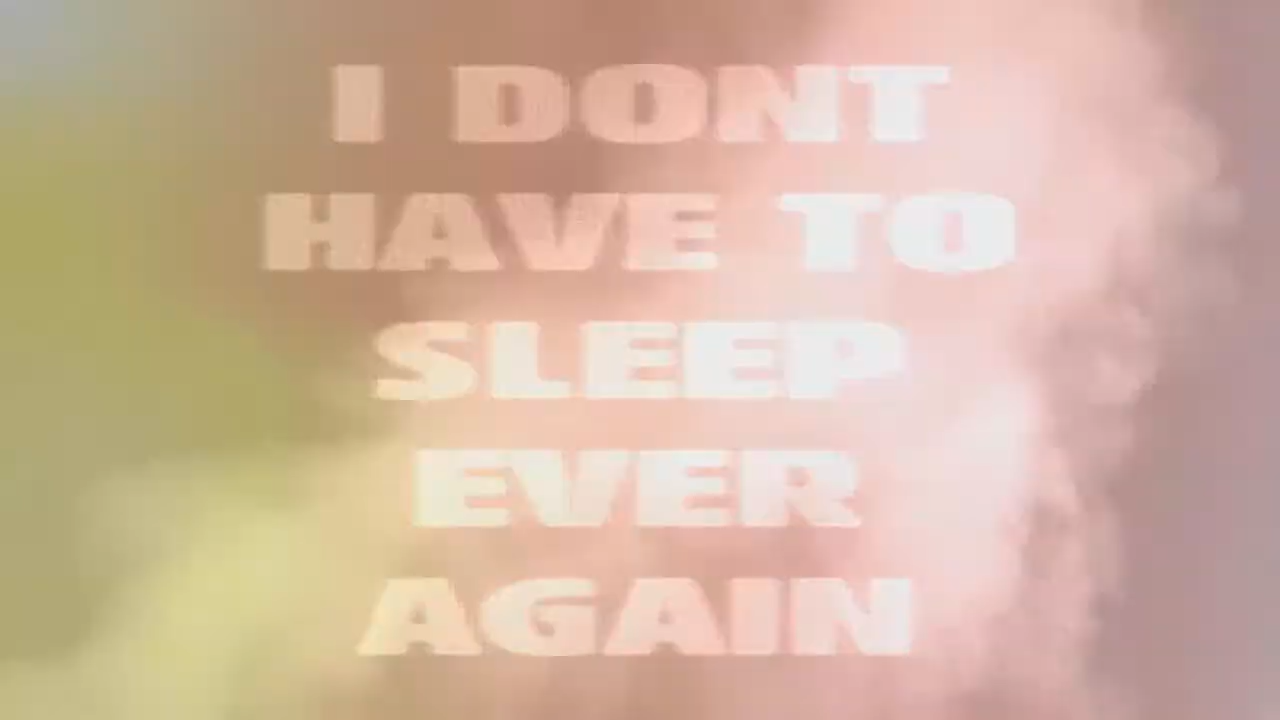 I DONT
HAVE TO
SLEEP
EVER
AGAIN